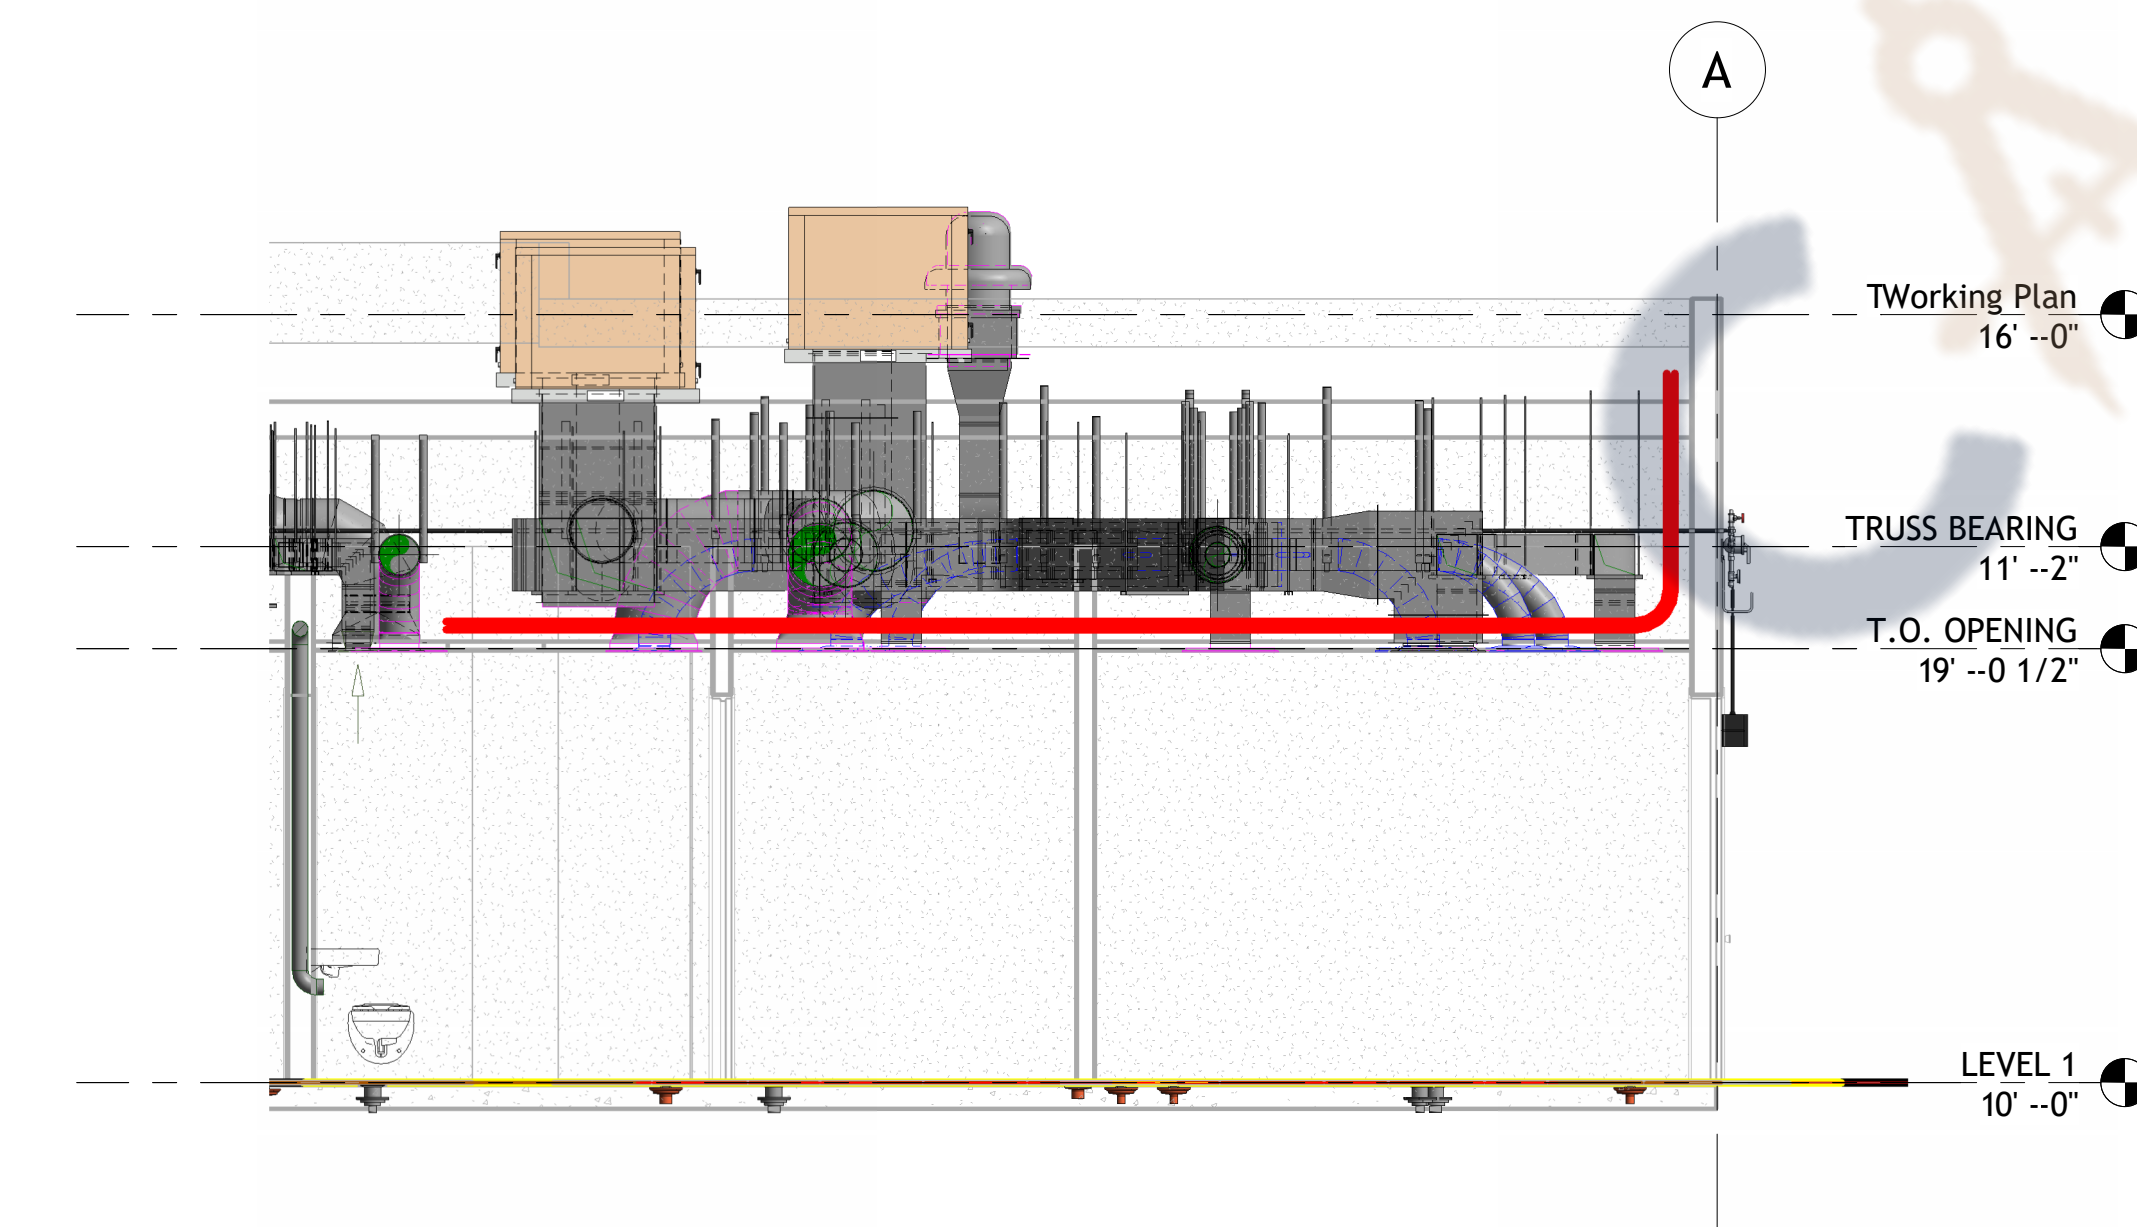 A
TWorking Plan
16' --0"
TRUSS BEARING
11' --2"
T.O. OPENING
19' --0 1/2"
LEVEL 1
10' --0"